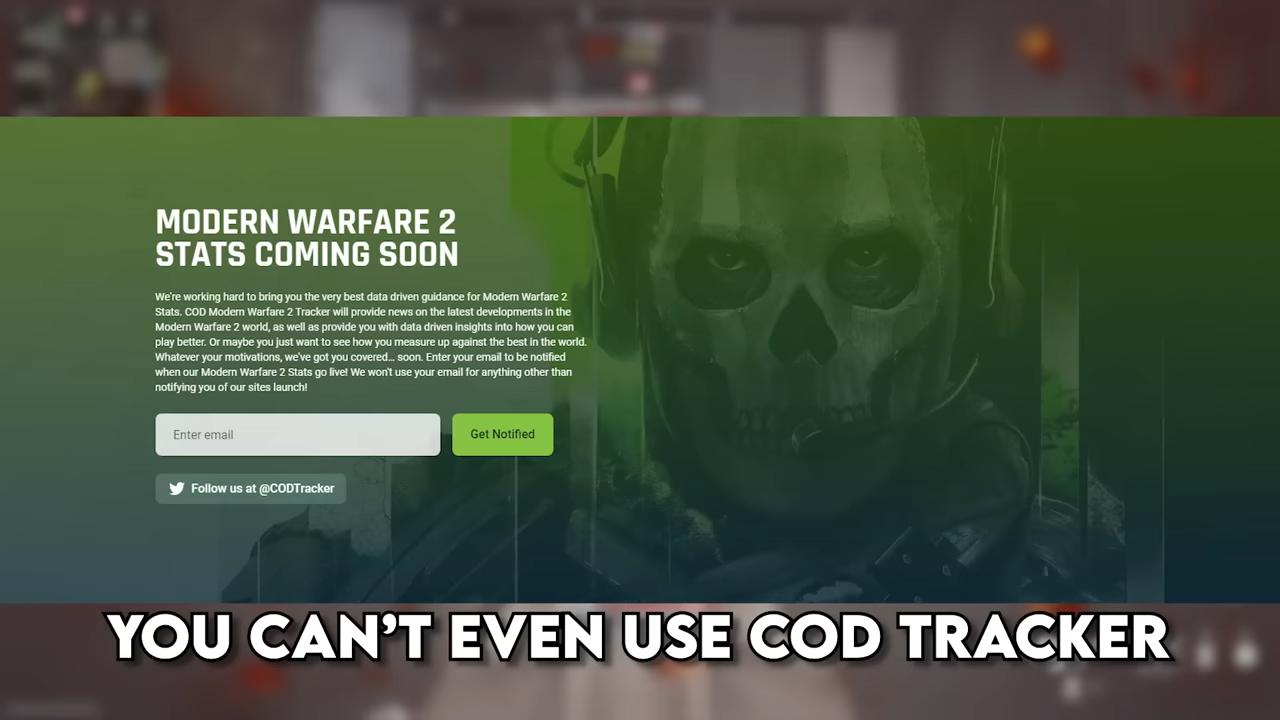 MODERN WARFARE 2
STATS COMING SOON
We're working hard to bring you the very best data driven guidance for Modern Warfare 2
Stats. COD Modern Warfare 2 Tracker will provide news on the latest developments in the
Modern Warfare 2 world, as well as provide you with data driven insights into how you can
play better. Or maybe you just want to see how you measure up against the best in the world.
Whatever your motivations, we've got you covered... soon. Enter your email to be notified
when our Modern Warfare 2 Stats go live! We won't use your email for anything other than
notifying you of our sites launch!
Enter email
Get Notified
Follow us at @CODTracker
YOU CAN'T EVEN USE COD TRACKER